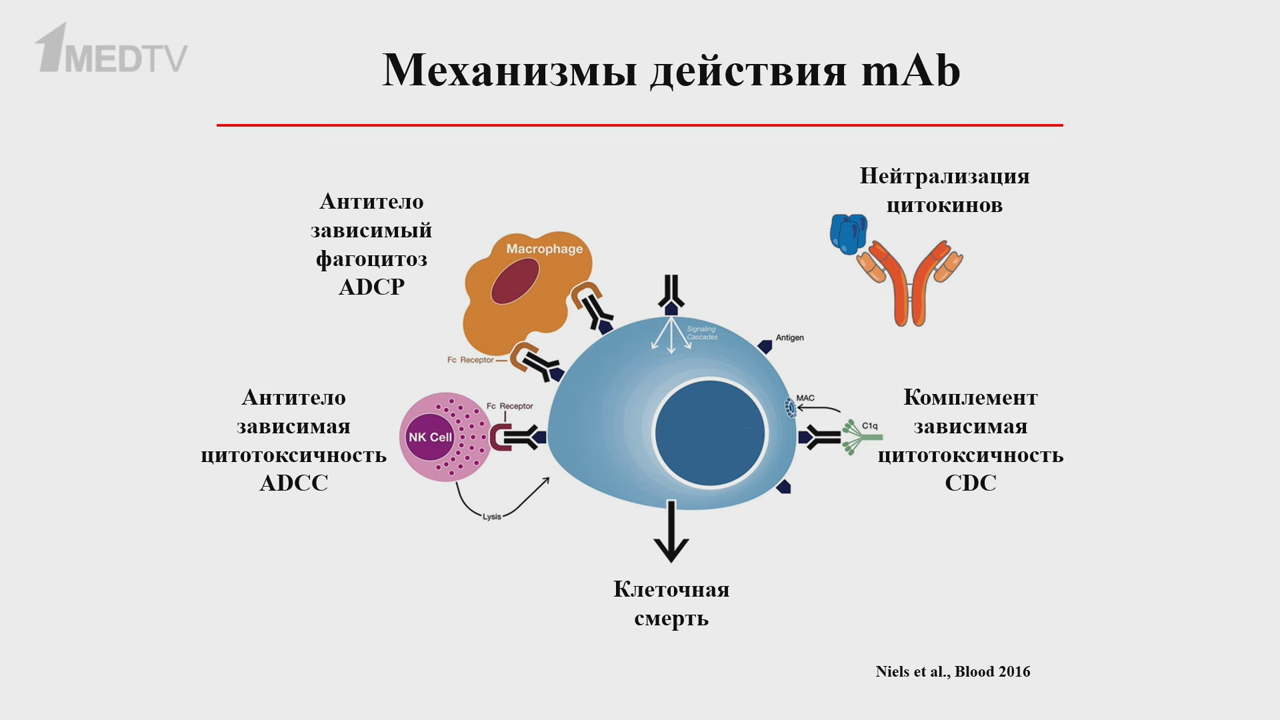 1MEDTV
Механизмы действия mAb
Нейтрализация
цитокинов
Антитело
зависимый
фагоцитоз
ADCP
Macrophage
Signaling
Cascades
Antigen
Fc Receptor
Антитело
зависимая
цитотоксичность
ADCC
Fc Receptor
NK Cell
Lysis
MAC
C1q
Комплемент
зависимая
цитотоксичность
CDC
Клеточная
смерть
Niels et al., Blood 2016